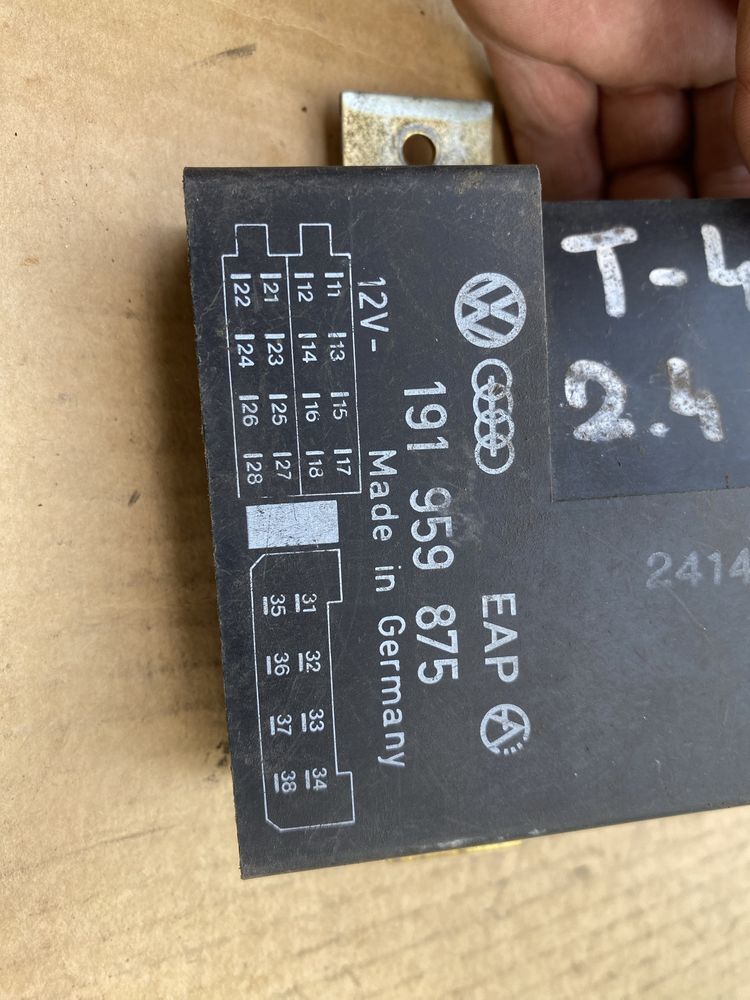 T-4
2.4
2414
EAP
191 959 875
Made in Germany
12V-
11 13 15 17
12 14 16 18
21 23 25 27
22 24 26 28
31 32 33 34
35 36 37 38